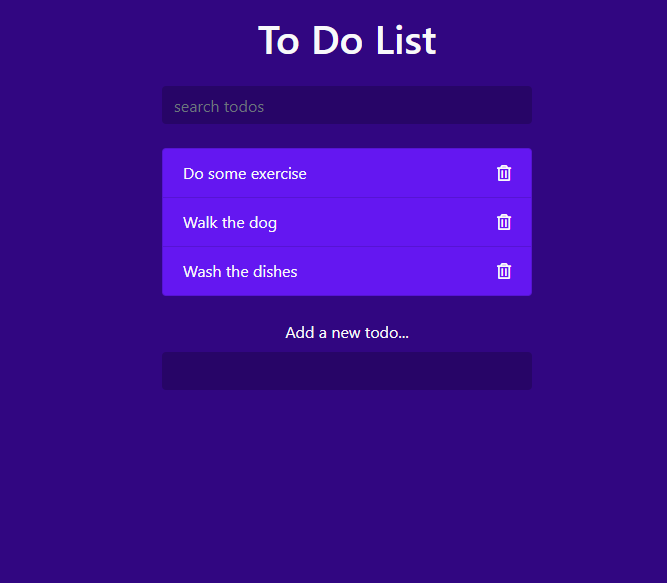 To Do List
search todos
Do some exercise
Walk the dog
Wash the dishes
Add a new todo...